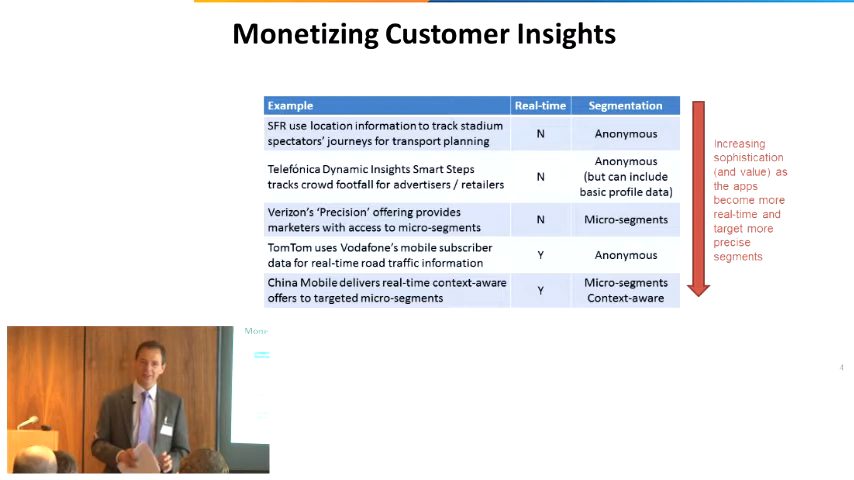 Monetizing Customer Insights
Example Real-time Segmentation
SFR use location information to track stadium
spectators' journeys for transport planning
N
Anonymous
Telefónica Dynamic Insights Smart Steps
tracks crowd footfall for advertisers / retailers
N
Anonymous
(but can include
basic profile data)
Verizon's 'Precision' offering provides
marketers with access to micro-segments
N
Micro-segments
TomTom uses Vodafone's mobile subscriber
data for real-time road traffic information
Y
Anonymous
China Mobile delivers real-time context-aware
offers to targeted micro-segments
Y
Micro-segments
Context-aware
Increasing
sophistication
(and value) as
the apps
become more
real-time and
target more
precise
segments
Mone
4